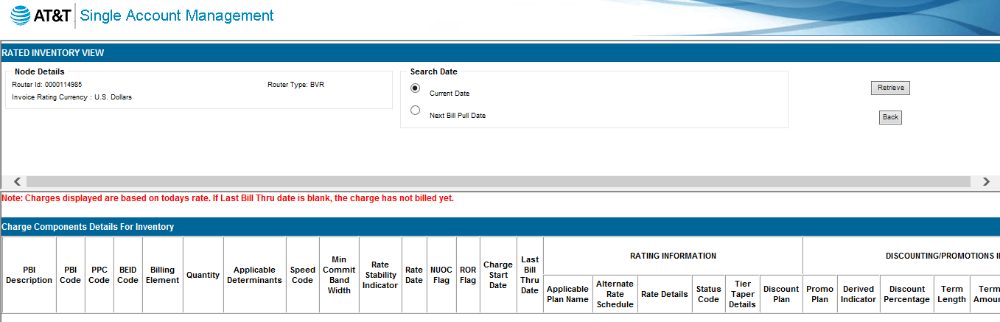 AT&T Single Account Management
RATED INVENTORY VIEW
Node Details
Router Id: 0000114985 Router Type: BVR
Invoice Rating Currency : U.S. Dollars
Search Date
Current Date
Next Bill Pull Date
Retrieve
Back
Note: Charges displayed are based on todays rate. If Last Bill Thru date is blank, the charge has not billed yet.
Charge Components Details For Inventory
PBI
Description
PBI
Code
PPC
Code
BEID
Code
Billing
Element
Quantity
Applicable
Determinants
Speed
Code
Min
Commit
Band
Width
Rate
Stability
Indicator
Rate
Date
NUOC
Flag
ROR
Flag
Charge
Start
Date
Last
Bill
Thru
Date
RATING INFORMATION
Applicable
Plan Name
Alternate
Rate
Schedule
Rate Details
Status
Code
Tier
Taper
Details
Discount
Plan
DISCOUNTING/PROMOTIONS
Promo
Plan
Derived
Indicator
Discount
Percentage
Term
Length
Term